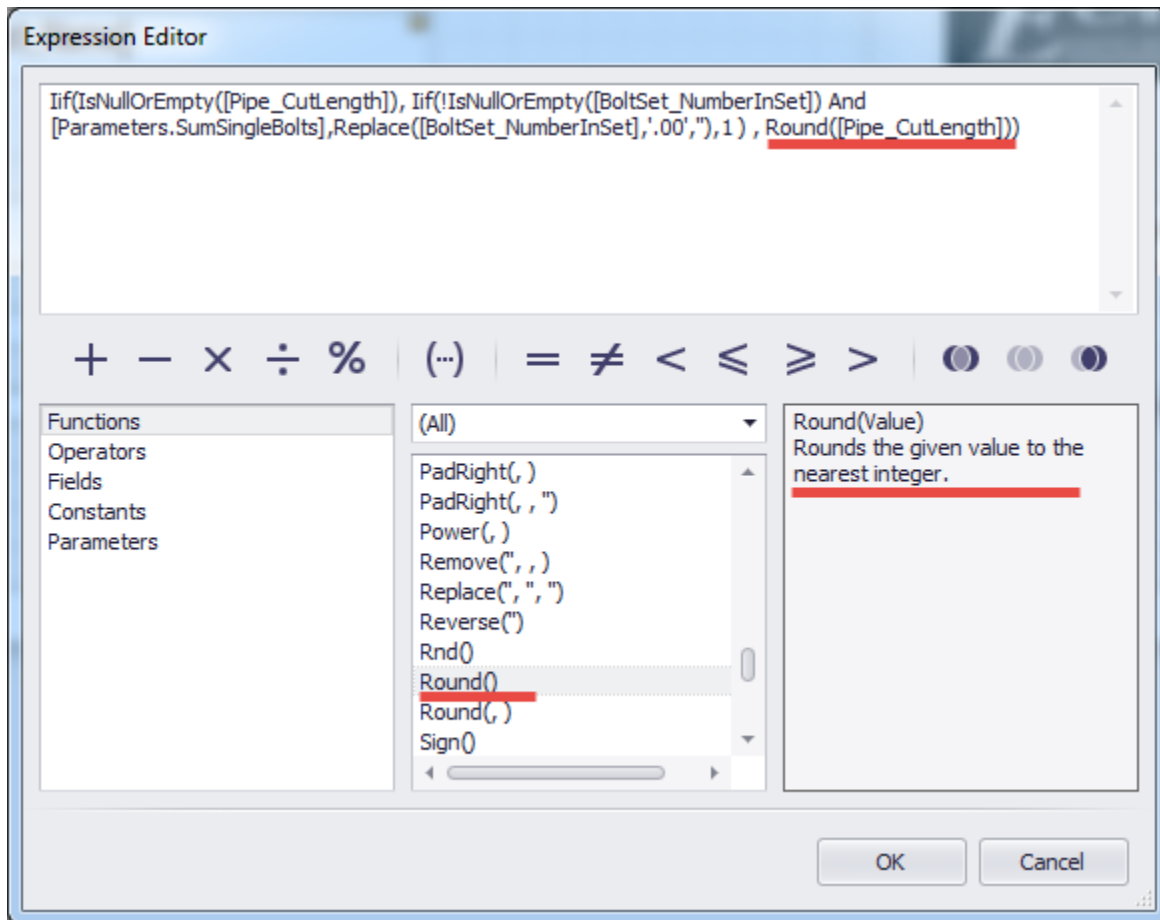 Expression Editor
Iif(IsNullOrEmpty([Pipe_CutLength]), Iif(!IsNullOrEmpty([BoltSet_NumberInSet]) And
[Parameters.SumSingleBolts],Replace([BoltSet_NumberInSet],'.00',''),1 ) , Round([Pipe_CutLength]))
+ − × ÷ % (...) = ≠ < ⩽ ⩾ >
Functions
Operators
Fields
Constants
Parameters
(All)
PadRight(, )
PadRight(, , '')
Power(, )
Remove('', , )
Replace('', '', '')
Reverse('')
Rnd()
Round()
Round(, )
Sign()
Round(Value)
Rounds the given value to the
nearest integer.
OK
Cancel